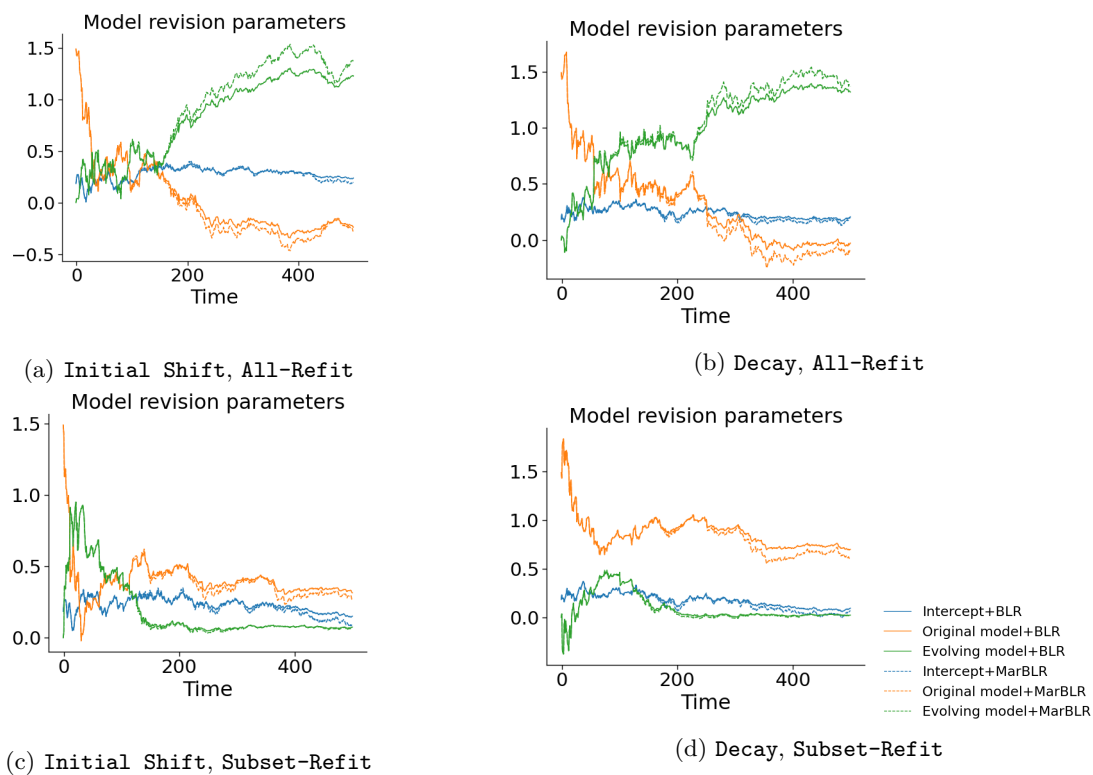 Model revision parameters
1.5
1.0
0.5
0.0
−0.5
0 200 400
Time
(a) Initial Shift, All-Refit
Model revision parameters
1.5
1.0
0.5
0.0
0 200 400
Time
(b) Decay, All-Refit
Model revision parameters
1.5
1.0
0.5
0.0
0 200 400
Time
(c) Initial Shift, Subset-Refit
Model revision parameters
1.5
1.0
0.5
0.0
0 200 400
Time
Intercept+BLR
Original model+BLR
Evolving model+BLR
Intercept+MarBLR
Original model+MarBLR
Evolving model+MarBLR
(d) Decay, Subset-Refit